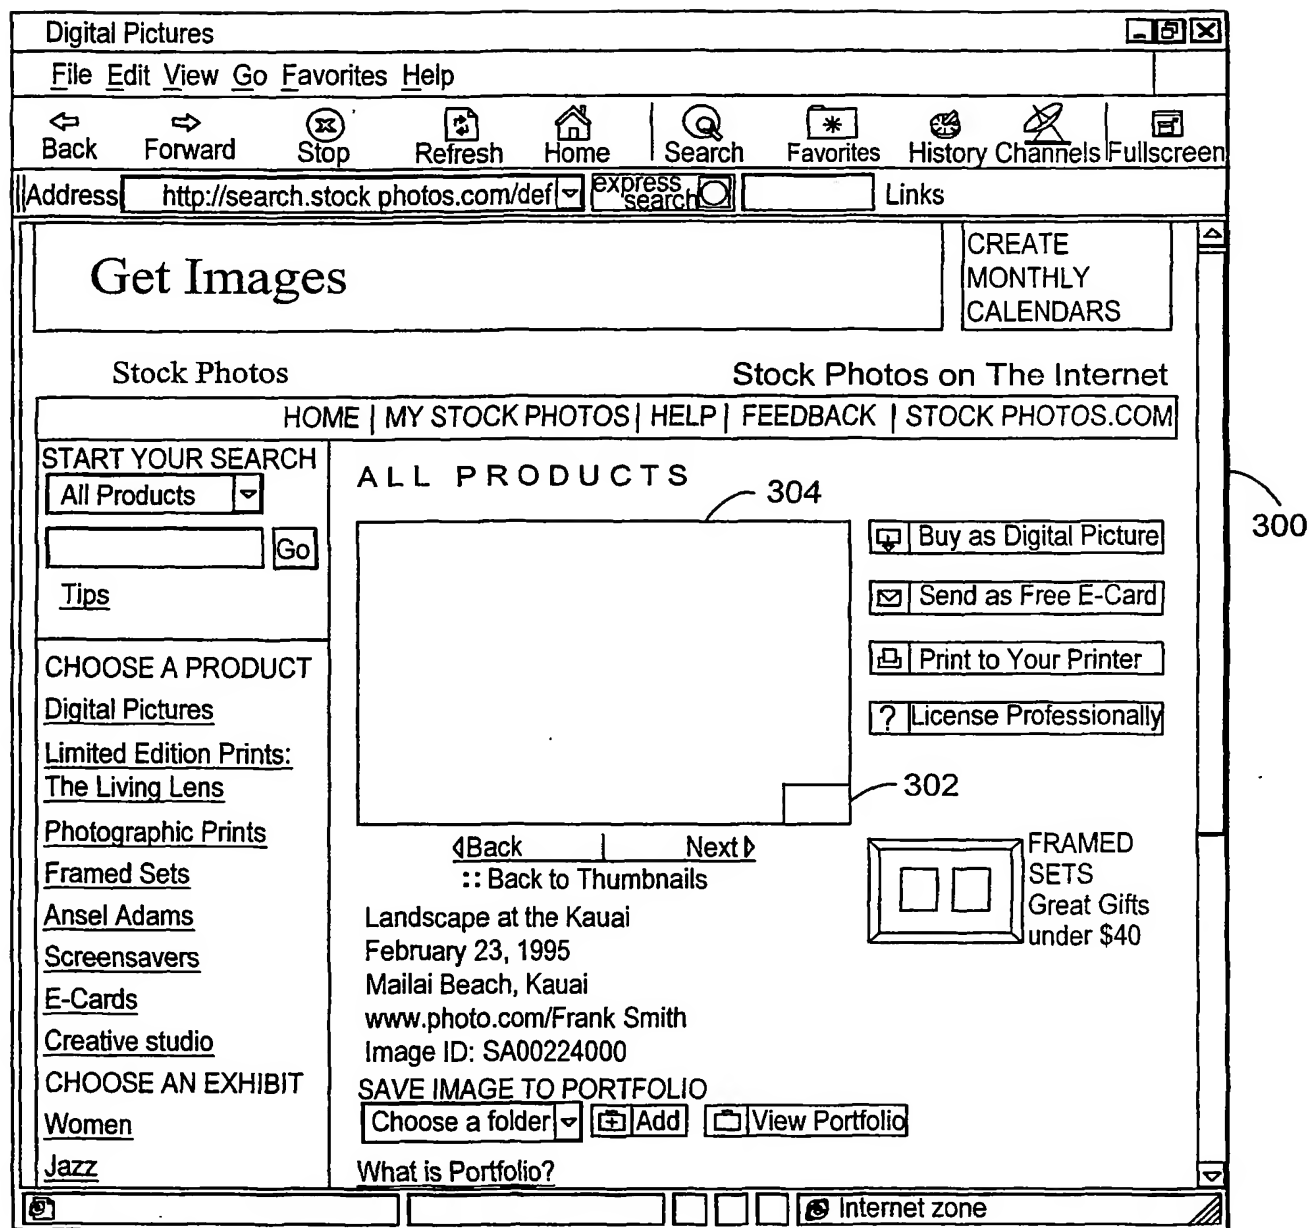 Digital Pictures
File Edit View Go Favorites Help
Back Forward Stop Refresh Home Search Favorites History Channels Fullscreen
Address http://search.stock photos.com/def express search Links
Get Images
CREATE
MONTHLY
CALENDARS
Stock Photos
Stock Photos on The Internet
HOME | MY STOCK PHOTOS | HELP | FEEDBACK | STOCK PHOTOS.COM
START YOUR SEARCH
All Products
Go
Tips
CHOOSE A PRODUCT
Digital Pictures
Limited Edition Prints:
The Living Lens
Photographic Prints
Framed Sets
Ansel Adams
Screensavers
E-Cards
Creative studio
CHOOSE AN EXHIBIT
Women
Jazz
ALL PRODUCTS
304
300
302
Back | Next
:: Back to Thumbnails
Landscape at the Kauai
February 23, 1995
Mailai Beach, Kauai
www.photo.com/Frank Smith
Image ID: SA00224000
SAVE IMAGE TO PORTFOLIO
Choose a folder Add View Portfolio
What is Portfolio?
Buy as Digital Picture
Send as Free E-Card
Print to Your Printer
? License Professionally
FRAMED
SETS
Great Gifts
under $40
Internet zone